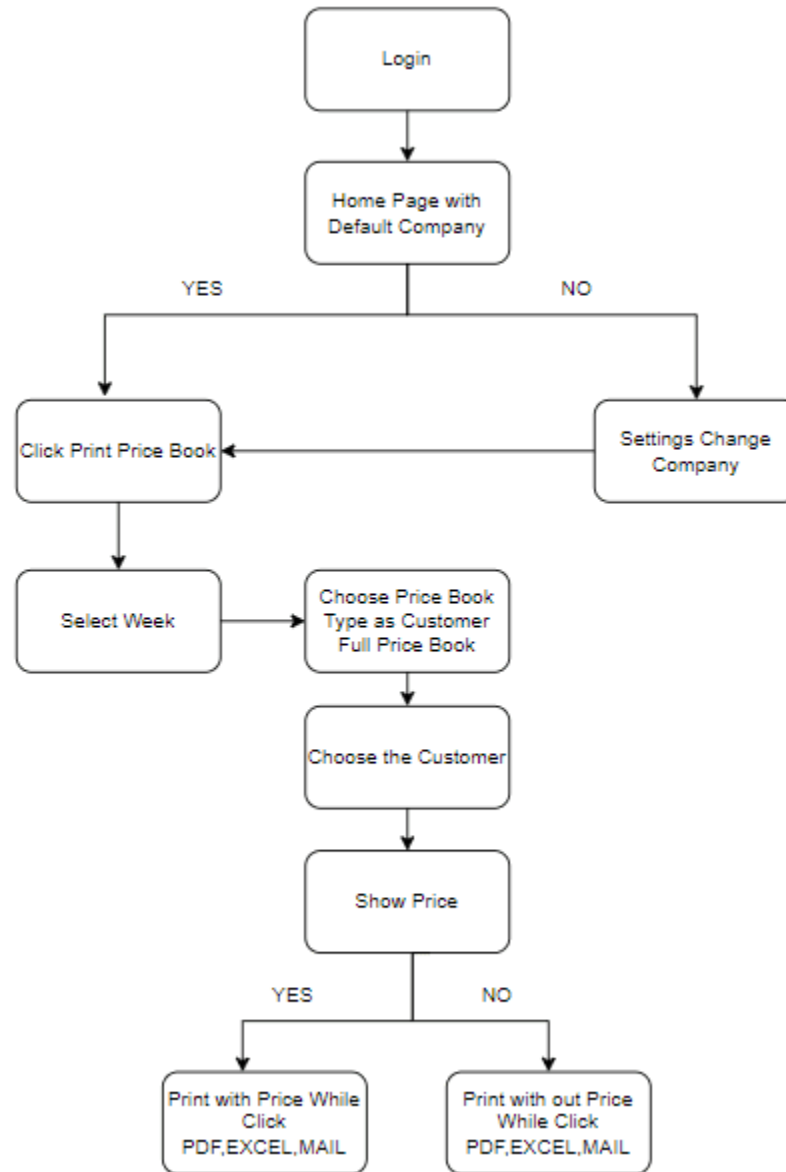 Login
Home Page with
Default Company
YES
NO
Click Print Price Book
Settings Change
Company
Select Week
Choose Price Book
Type as Customer
Full Price Book
Choose the Customer
Show Price
YES
NO
Print with Price While
Click
PDF,EXCEL,MAIL
Print with out Price
While Click
PDF,EXCEL,MAIL